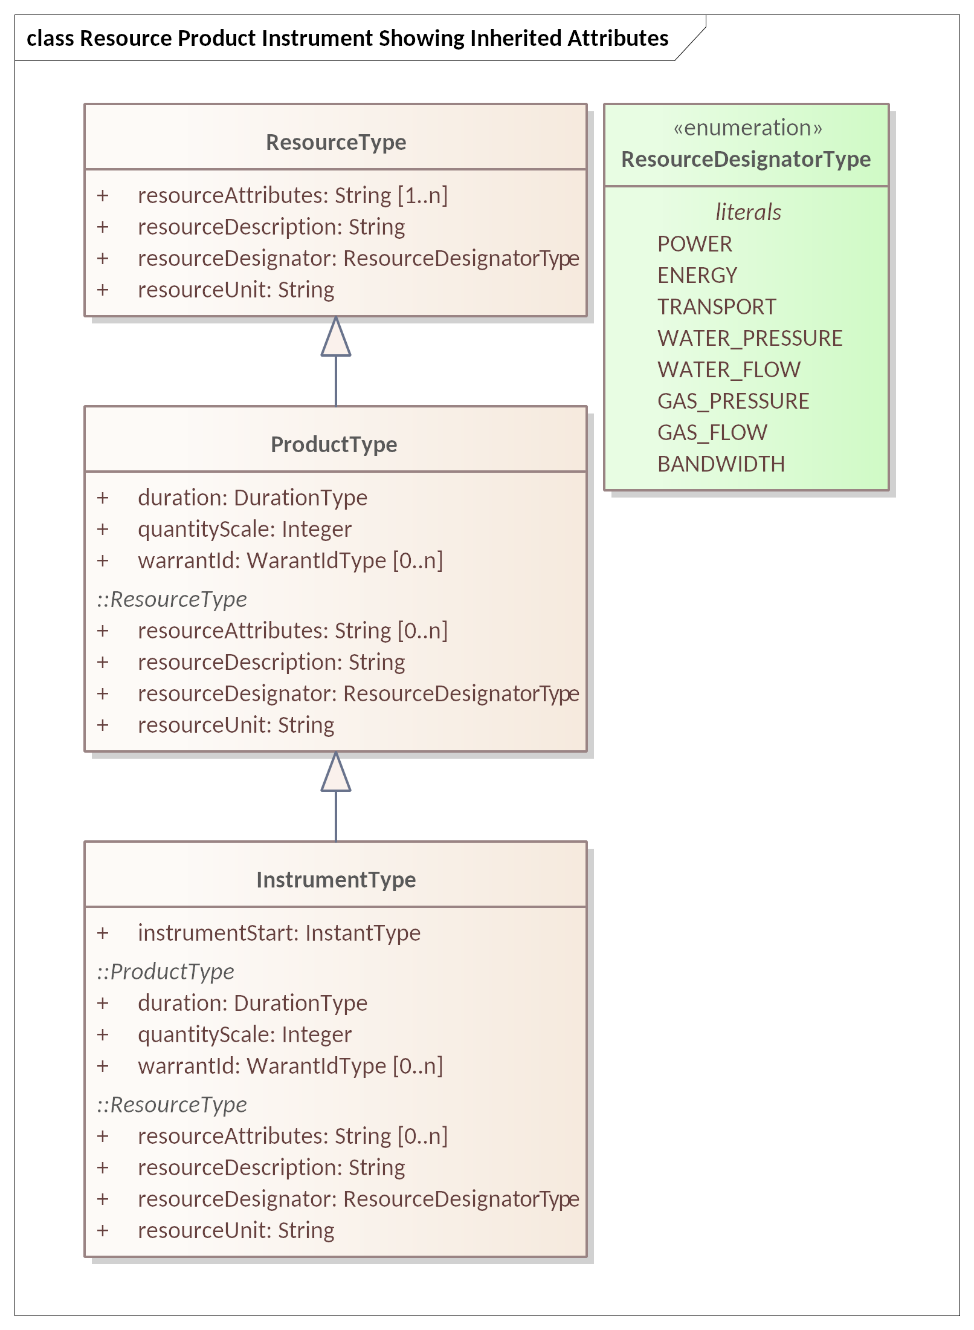 class Resource Product Instrument Showing Inherited Attributes
ResourceType
+ resourceAttributes: String [1..n]
+ resourceDescription: String
+ resourceDesignator: ResourceDesignatorType
+ resourceUnit: String
«enumeration»
ResourceDesignatorType
literals
POWER
ENERGY
TRANSPORT
WATER_PRESSURE
WATER_FLOW
GAS_PRESSURE
GAS_FLOW
BANDWIDTH
ProductType
+ duration: DurationType
+ quantityScale: Integer
+ warrantId: WarantIdType [0..n]
::ResourceType
+ resourceAttributes: String [0..n]
+ resourceDescription: String
+ resourceDesignator: ResourceDesignatorType
+ resourceUnit: String
InstrumentType
+ instrumentStart: InstantType
::ProductType
+ duration: DurationType
+ quantityScale: Integer
+ warrantId: WarantIdType [0..n]
::ResourceType
+ resourceAttributes: String [0..n]
+ resourceDescription: String
+ resourceDesignator: ResourceDesignatorType
+ resourceUnit: String